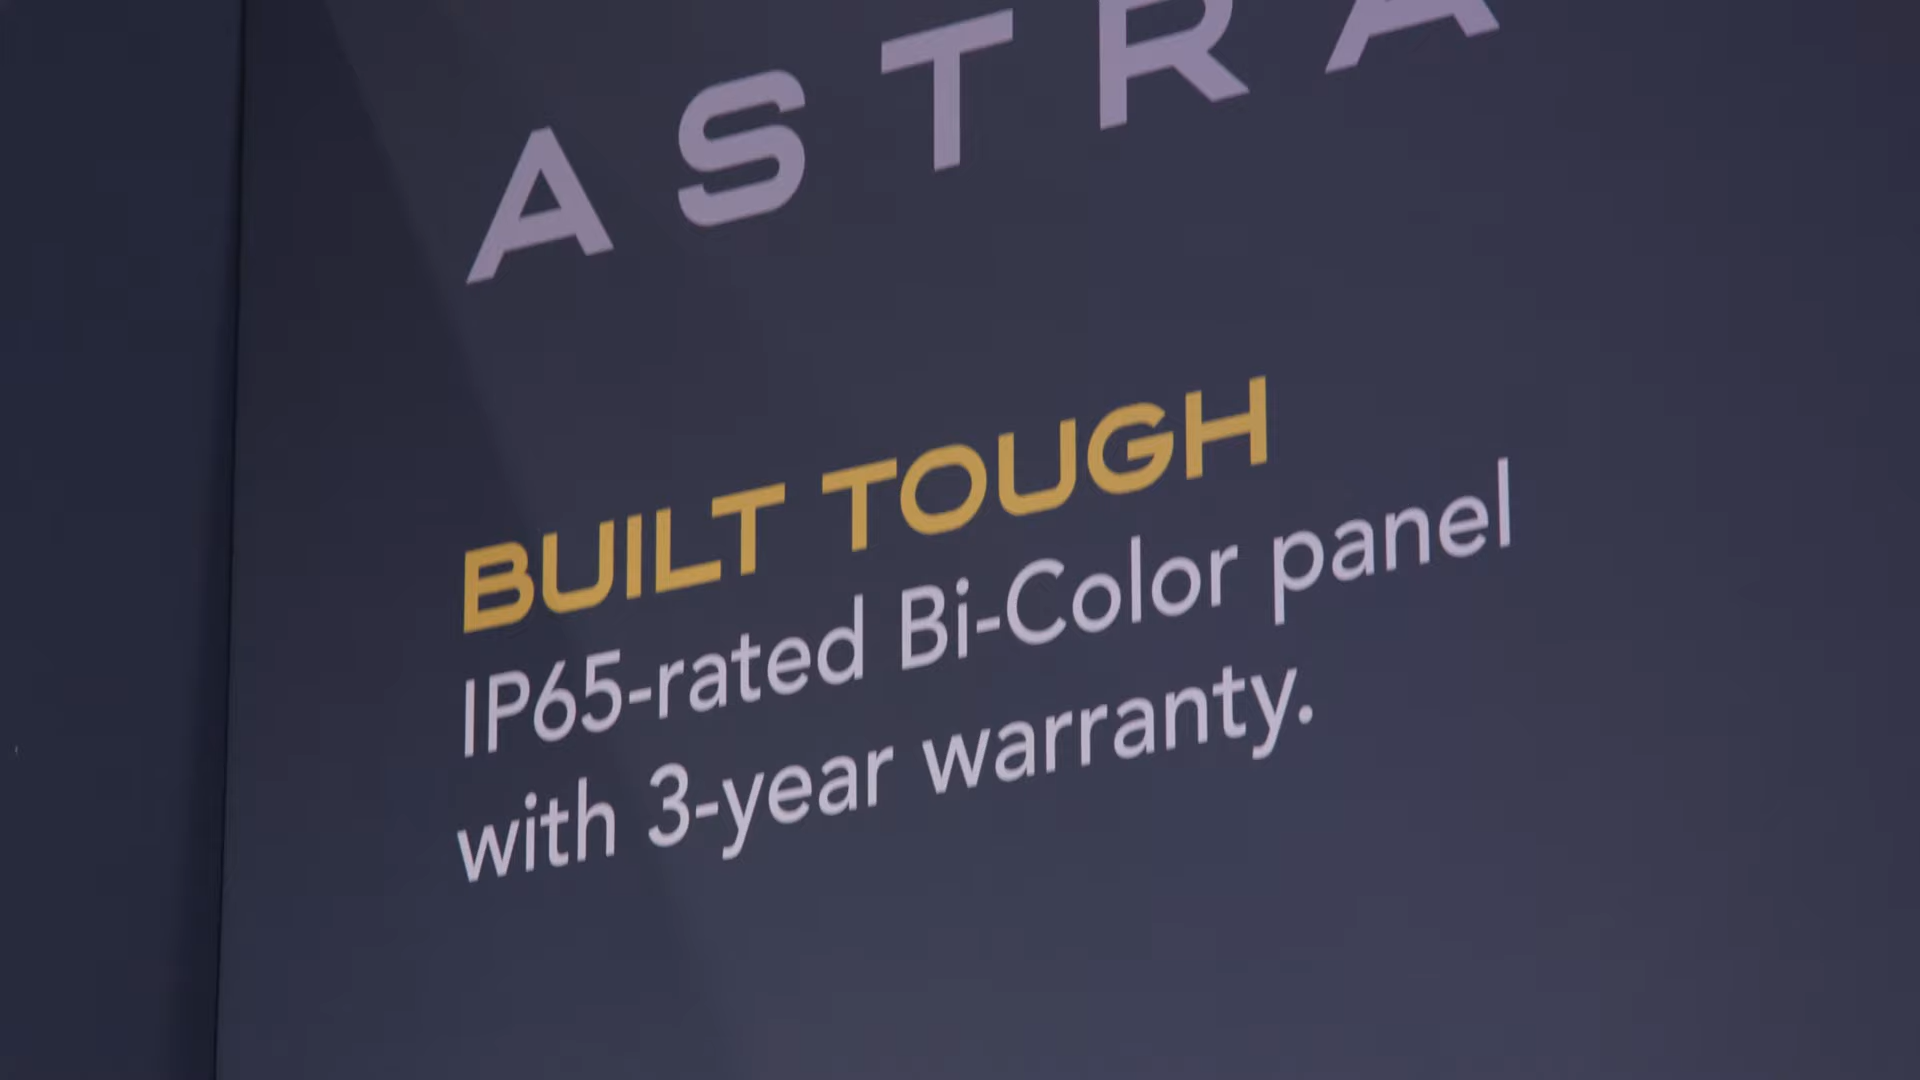 ASTRA
BUILT TOUGH
IP65-rated Bi-Color panel
with 3-year warranty.